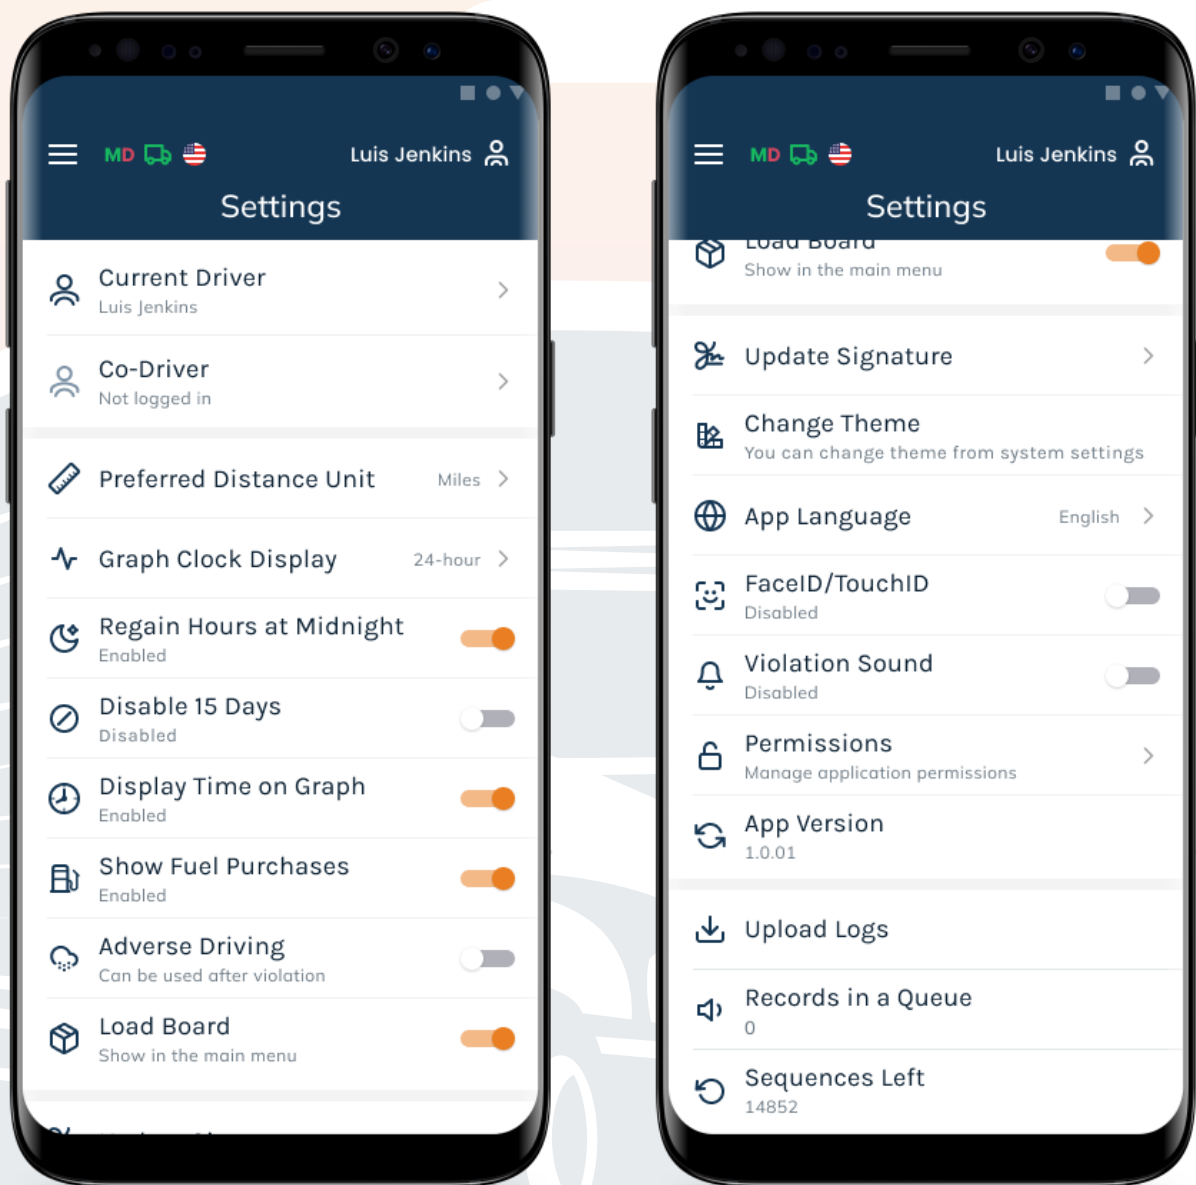 MD
Luis Jenkins
Settings
Current Driver
Luis Jenkins
Co-Driver
Not logged in
Preferred Distance Unit
Miles
Graph Clock Display
24-hour
Regain Hours at Midnight
Enabled
Disable 15 Days
Disabled
Display Time on Graph
Enabled
Show Fuel Purchases
Enabled
Adverse Driving
Can be used after violation
Load Board
Show in the main menu
MD
Luis Jenkins
Settings
Load Board
Show in the main menu
Update Signature
Change Theme
You can change theme from system settings
App Language
English
FaceID/TouchID
Disabled
Violation Sound
Disabled
Permissions
Manage application permissions
App Version
1.0.01
Upload Logs
Records in a Queue
0
Sequences Left
14852